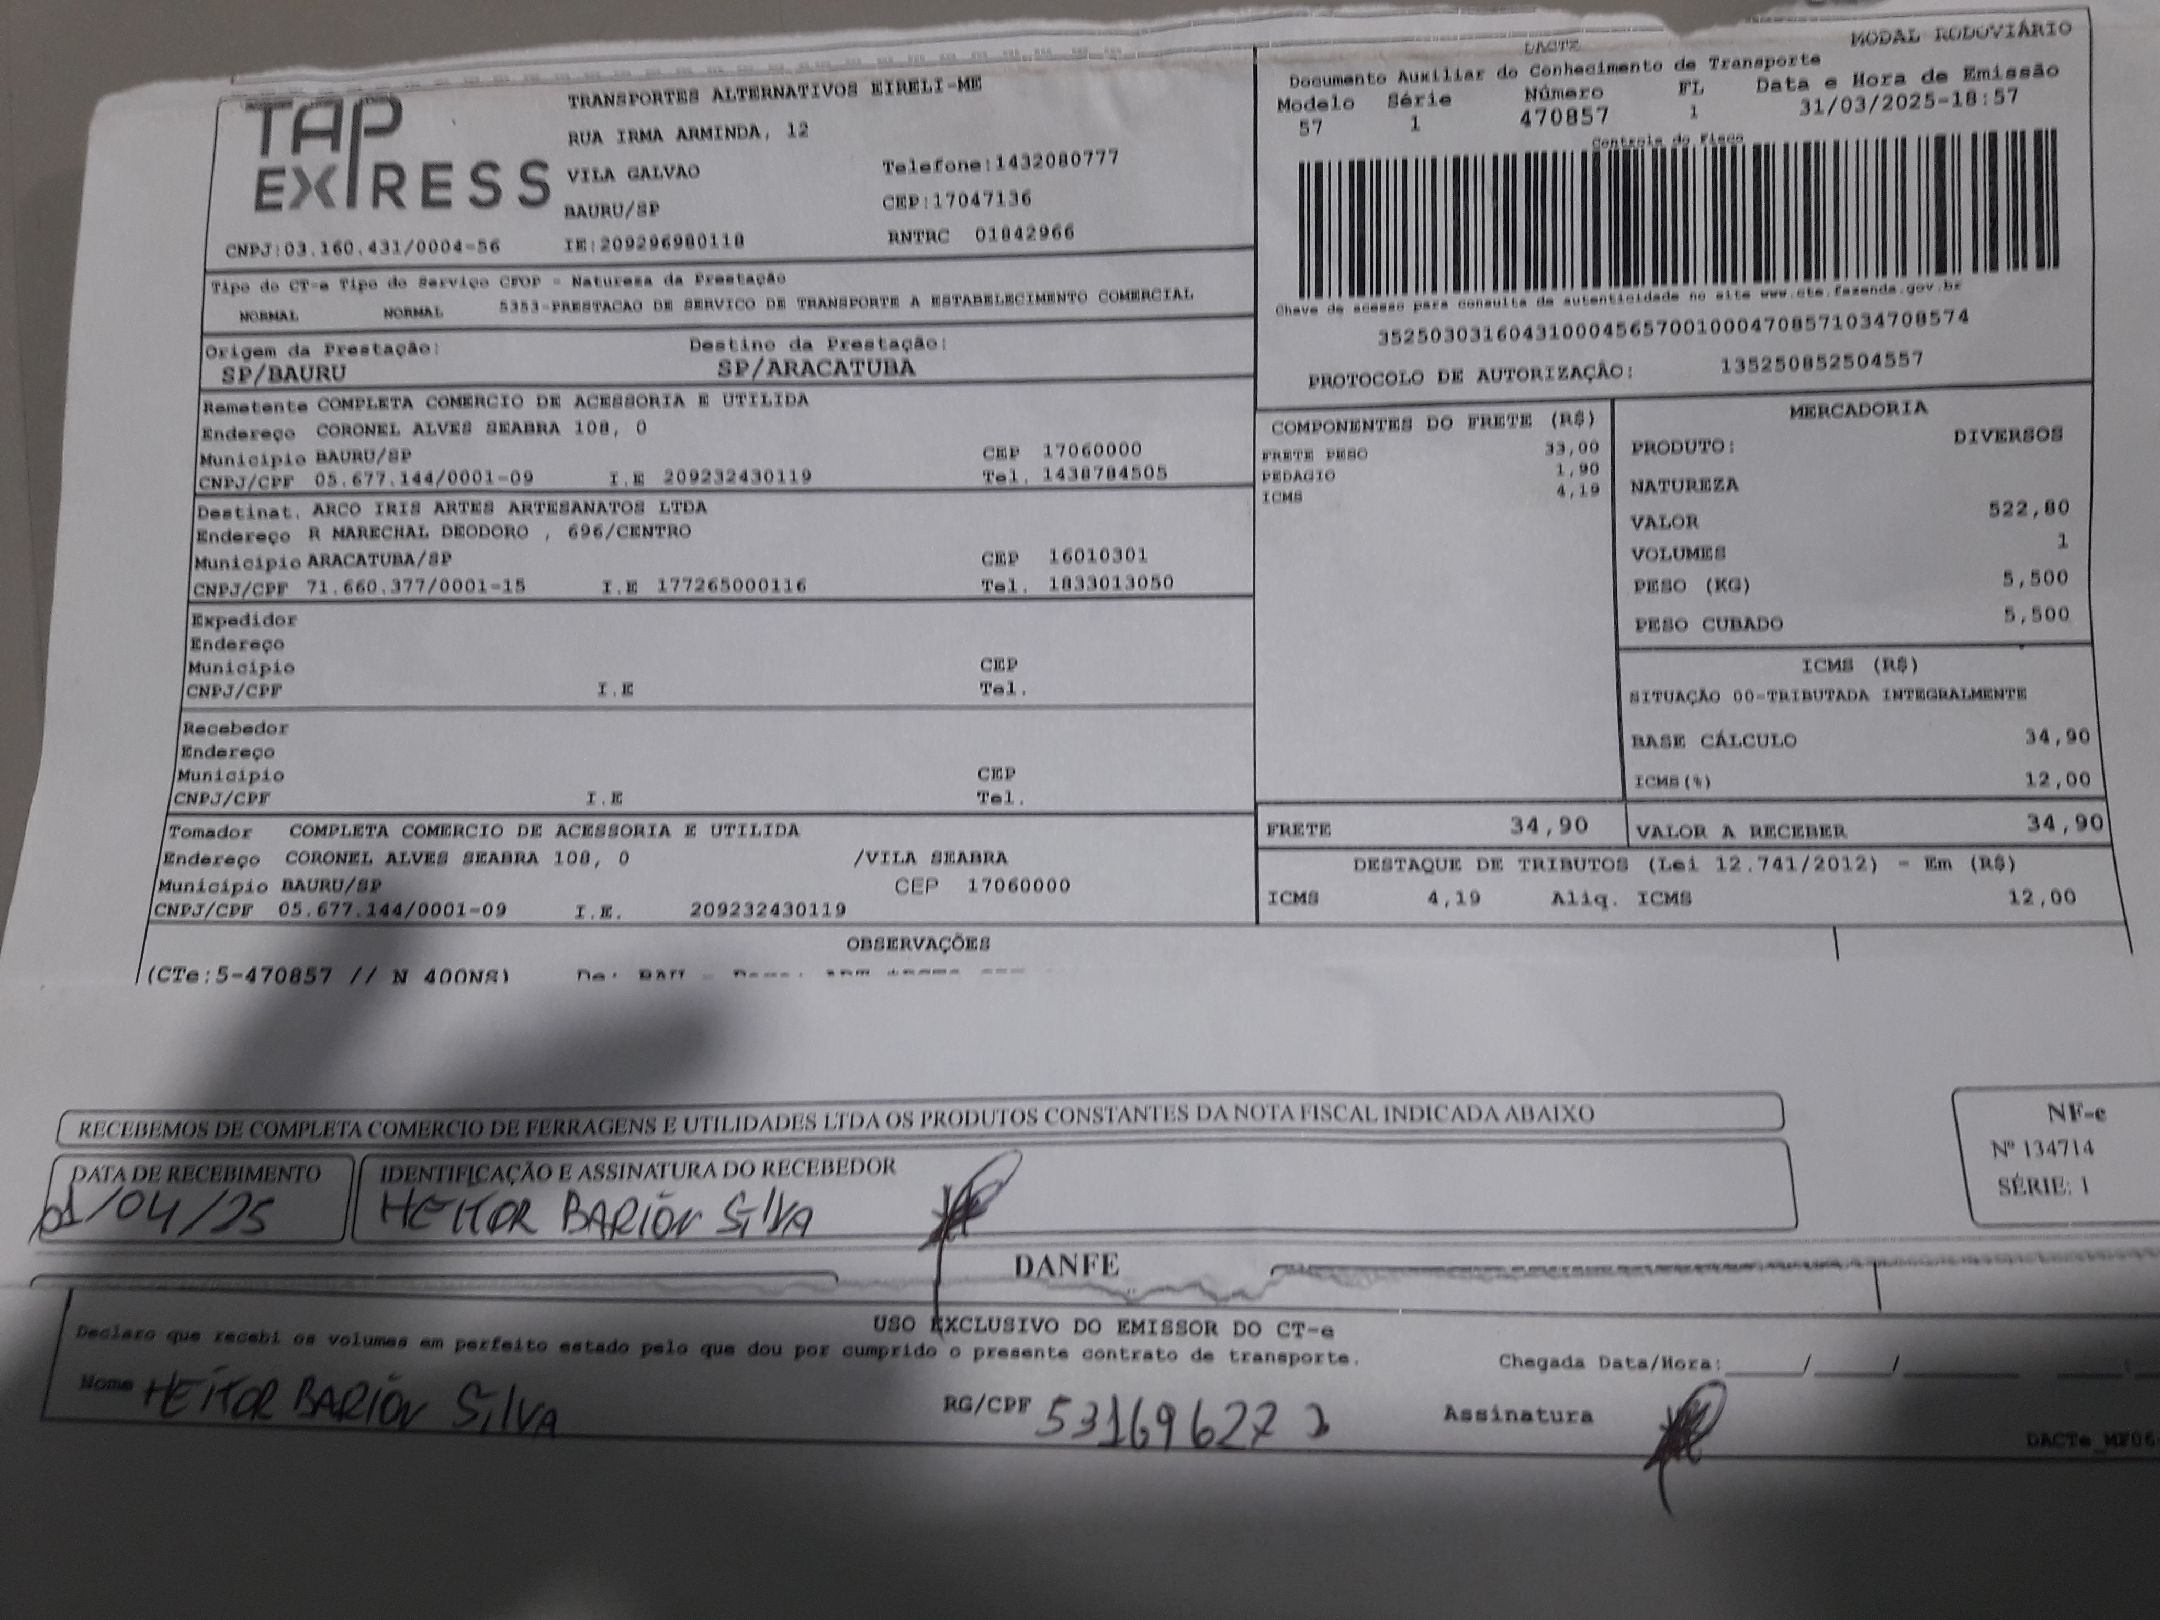 TAP EXPRESS
TRANSPORTES ALTERNATIVOS EIRELI-ME
RUA IRMA ARMINDA, 12
VILA GALVAO Telefone:1432080777
BAURU/SP CEP:17047136
CNPJ:03.160.431/0004-56 IE:209296980118 RNTRC 01842966
DACTE MODAL RODOVIÁRIO
Documento Auxiliar do Conhecimento de Transporte
Modelo Série Número FL Data e Hora de Emissão
57 1 470857 1 31/03/2025-18:57
Controle do Fisco
Chave de acesso para consulta de autenticidade no site www.cte.fazenda.gov.br
35250303160431000456570010004708571034708574
PROTOCOLO DE AUTORIZAÇÃO: 135250852504557
Tipo do CT-e Tipo do Serviço CFOP - Natureza da Prestação
NORMAL NORMAL 5353-PRESTACAO DE SERVICO DE TRANSPORTE A ESTABELECIMENTO COMERCIAL
Origem da Prestação: Destino da Prestação:
SP/BAURU SP/ARACATUBA
Remetente COMPLETA COMERCIO DE ACESSORIA E UTILIDA
Endereço CORONEL ALVES SEABRA 108, 0
Município BAURU/SP CEP 17060000
CNPJ/CPF 05.677.144/0001-09 I.E 209232430119 Tel. 1438784505
Destinat. ARCO IRIS ARTES ARTESANATOS LTDA
Endereço R MARECHAL DEODORO , 696/CENTRO
Município ARACATUBA/SP CEP 16010301
CNPJ/CPF 71.660.377/0001-15 I.E 177265000116 Tel. 1833013050
Expedidor
Endereço
Município CEP
CNPJ/CPF I.E Tel.
Recebedor
Endereço
Município CEP
CNPJ/CPF I.E Tel.
Tomador COMPLETA COMERCIO DE ACESSORIA E UTILIDA
Endereço CORONEL ALVES SEABRA 108, 0 /VILA SEABRA
Município BAURU/SP CEP 17060000
CNPJ/CPF 05.677.144/0001-09 I.E. 209232430119
COMPONENTES DO FRETE (R$)
FRETE PESO 33,00
PEDAGIO 1,90
ICMS 4,19
MERCADORIA
PRODUTO: DIVERSOS
NATUREZA
VALOR 522,80
VOLUMES 1
PESO (KG) 5,500
PESO CUBADO 5,500
ICMS (R$)
SITUAÇÃO 00-TRIBUTADA INTEGRALMENTE
BASE CÁLCULO 34,90
ICMS(%) 12,00
FRETE 34,90 VALOR A RECEBER 34,90
DESTAQUE DE TRIBUTOS (Lei 12.741/2012) - Em (R$)
ICMS 4,19 Aliq. ICMS 12,00
OBSERVAÇÕES
(CTe:5-470857 // N 400NS)
RECEBEMOS DE COMPLETA COMERCIO DE FERRAGENS E UTILIDADES LTDA OS PRODUTOS CONSTANTES DA NOTA FISCAL INDICADA ABAIXO
DATA DE RECEBIMENTO IDENTIFICAÇÃO E ASSINATURA DO RECEBEDOR
01/04/25 HEITOR BARION SILVA
NF-e
Nº 134714
SÉRIE: 1
DANFE
USO EXCLUSIVO DO EMISSOR DO CT-e
Declaro que recebi os volumes em perfeito estado pelo que dou por cumprido o presente contrato de transporte.
Chegada Data/Hora: / /
Nome HEITOR BARION SILVA RG/CPF Assinatura